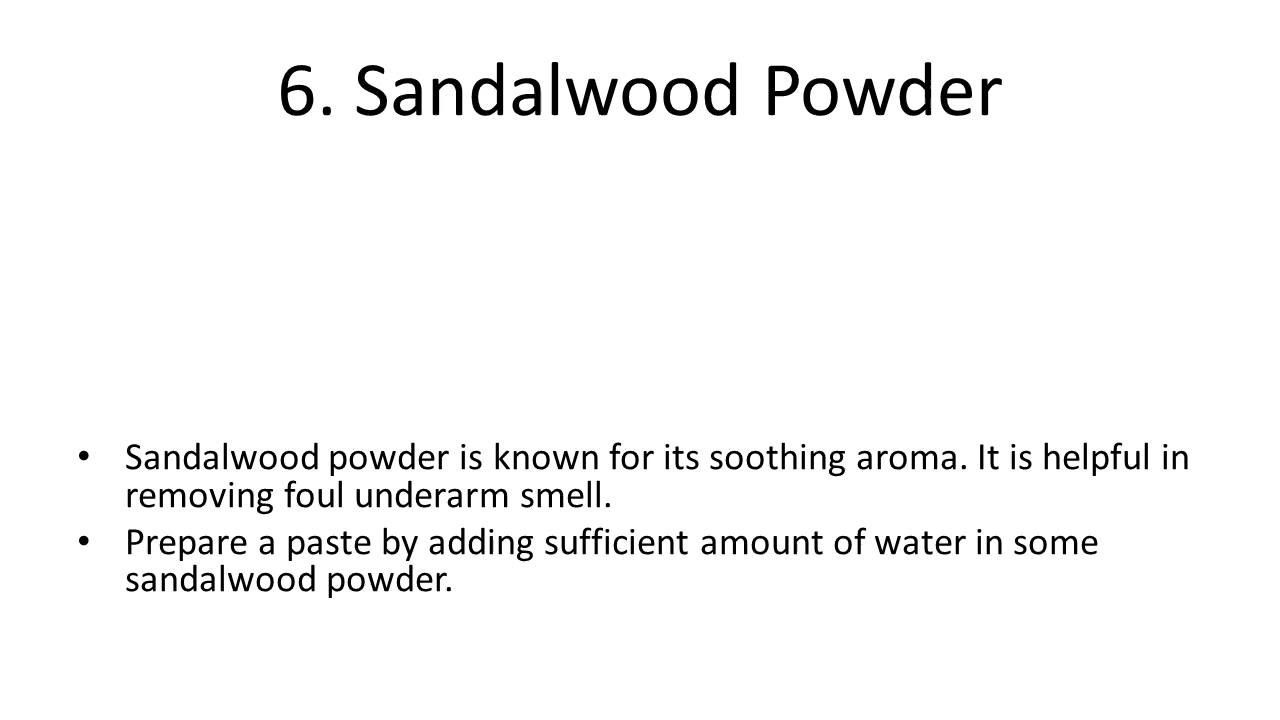 6. Sandalwood Powder
• Sandalwood powder is known for its soothing aroma. It is helpful in
removing foul underarm smell.
• Prepare a paste by adding sufficient amount of water in some
sandalwood powder.